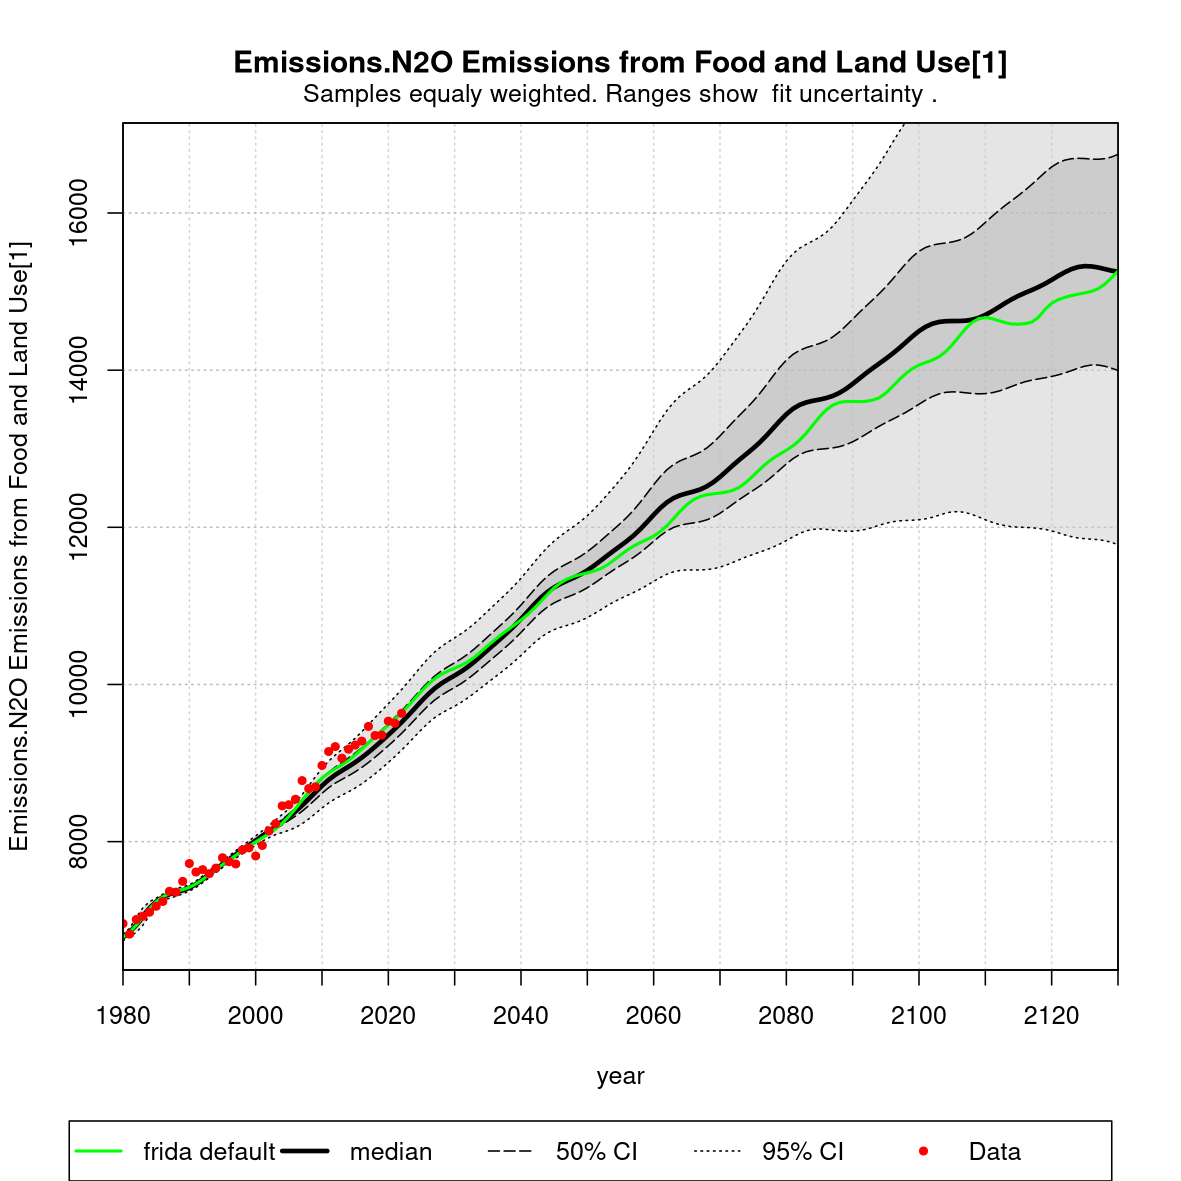 Emissions.N2O Emissions from Food and Land Use[1]
Samples equaly weighted. Ranges show  fit uncertainty .
Emissions.N2O Emissions from Food and Land Use[1]
16000
14000
12000
10000
8000
1980 2000 2020 2040 2060 2080 2100 2120
year
frida default median 50% CI 95% CI Data